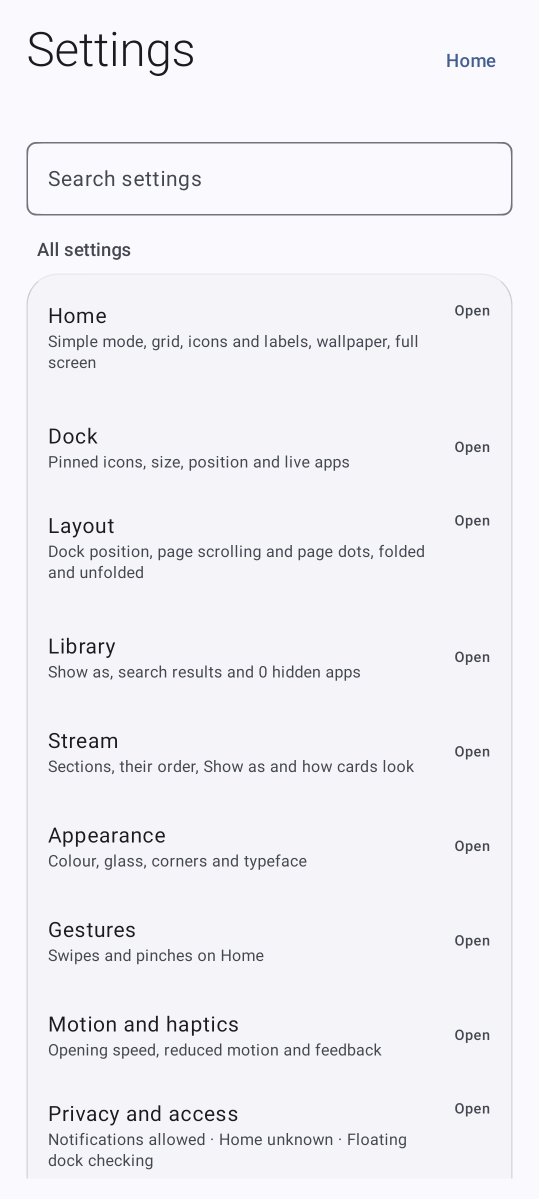 Settings
Home
Search settings
All settings
Home
Open
Simple mode, grid, icons and labels, wallpaper, full
screen
Dock
Open
Pinned icons, size, position and live apps
Layout
Open
Dock position, page scrolling and page dots, folded
and unfolded
Library
Open
Show as, search results and 0 hidden apps
Stream
Open
Sections, their order, Show as and how cards look
Appearance
Open
Colour, glass, corners and typeface
Gestures
Open
Swipes and pinches on Home
Motion and haptics
Open
Opening speed, reduced motion and feedback
Privacy and access
Open
Notifications allowed · Home unknown · Floating
dock checking